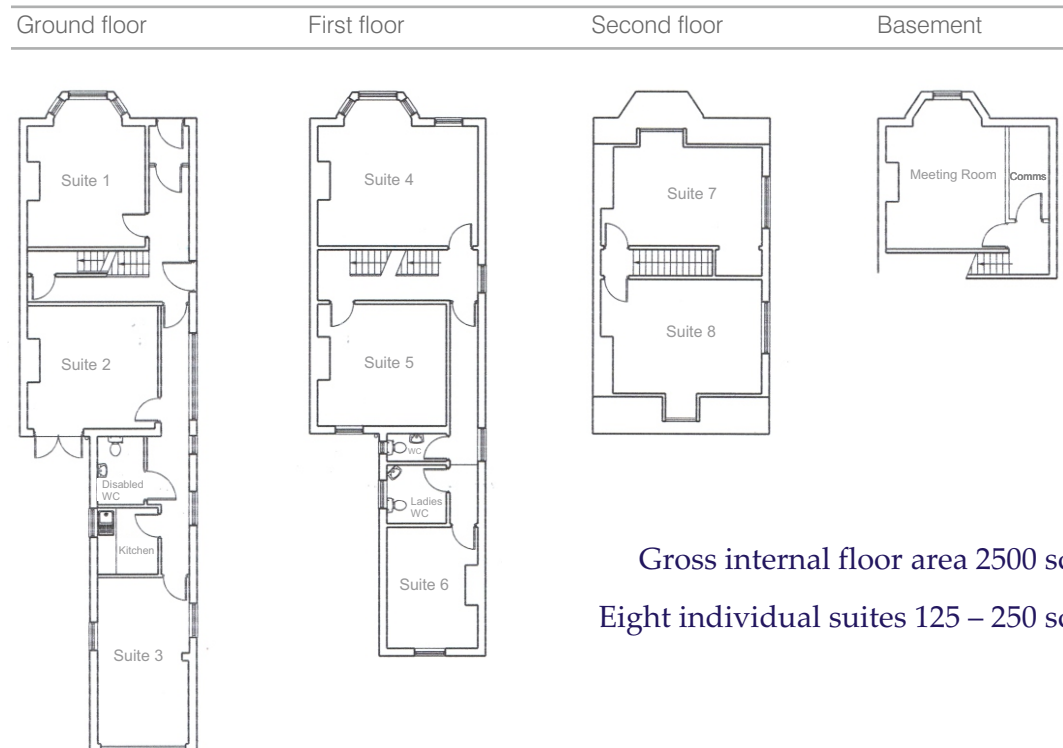 Ground floor
First floor
Second floor
Basement
Suite 1
Suite 2
Disabled
WC
Kitchen
Suite 3
Suite 4
Suite 5
WC
Ladies
WC
Suite 6
Suite 7
Suite 8
Meeting Room
Comms
Gross internal floor area 2500
Eight individual suites 125 – 250